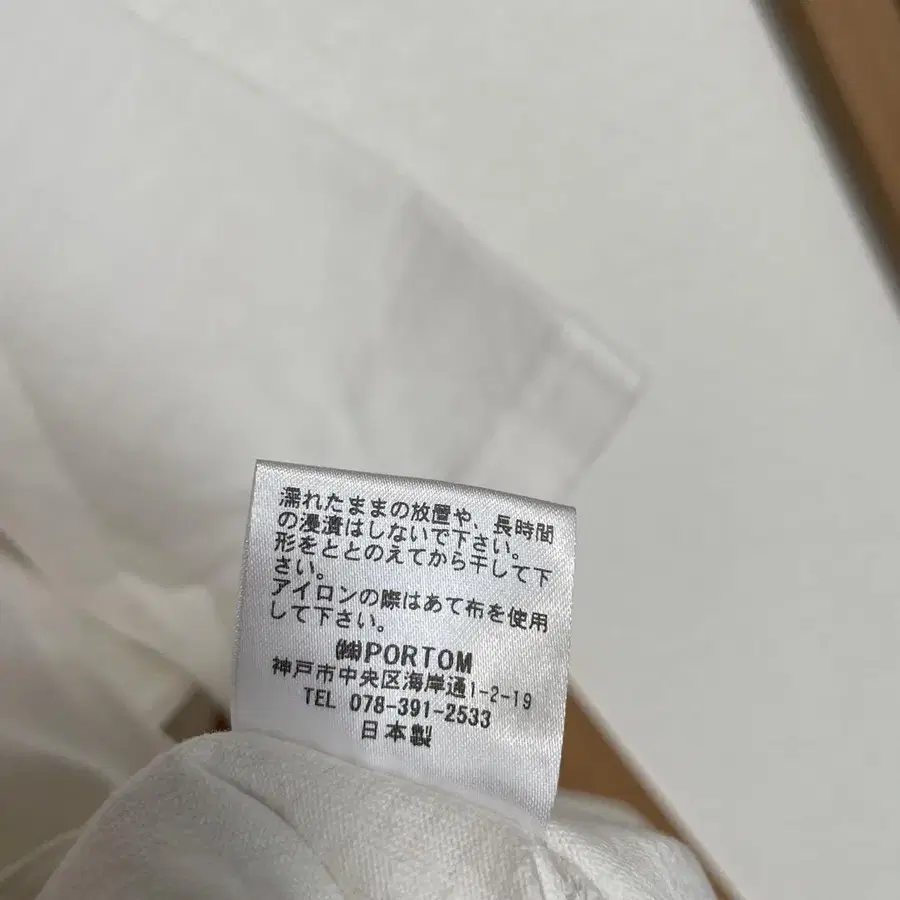 濡れたままの放置や、長時間
の浸漬はしないで下さい。
形をととのえてから干して下
さい。
アイロンの際はあて布を使用
して下さい。
㈱PORTOM
神戸市中央区海岸通1-2-19
TEL 078-391-2533
日本製